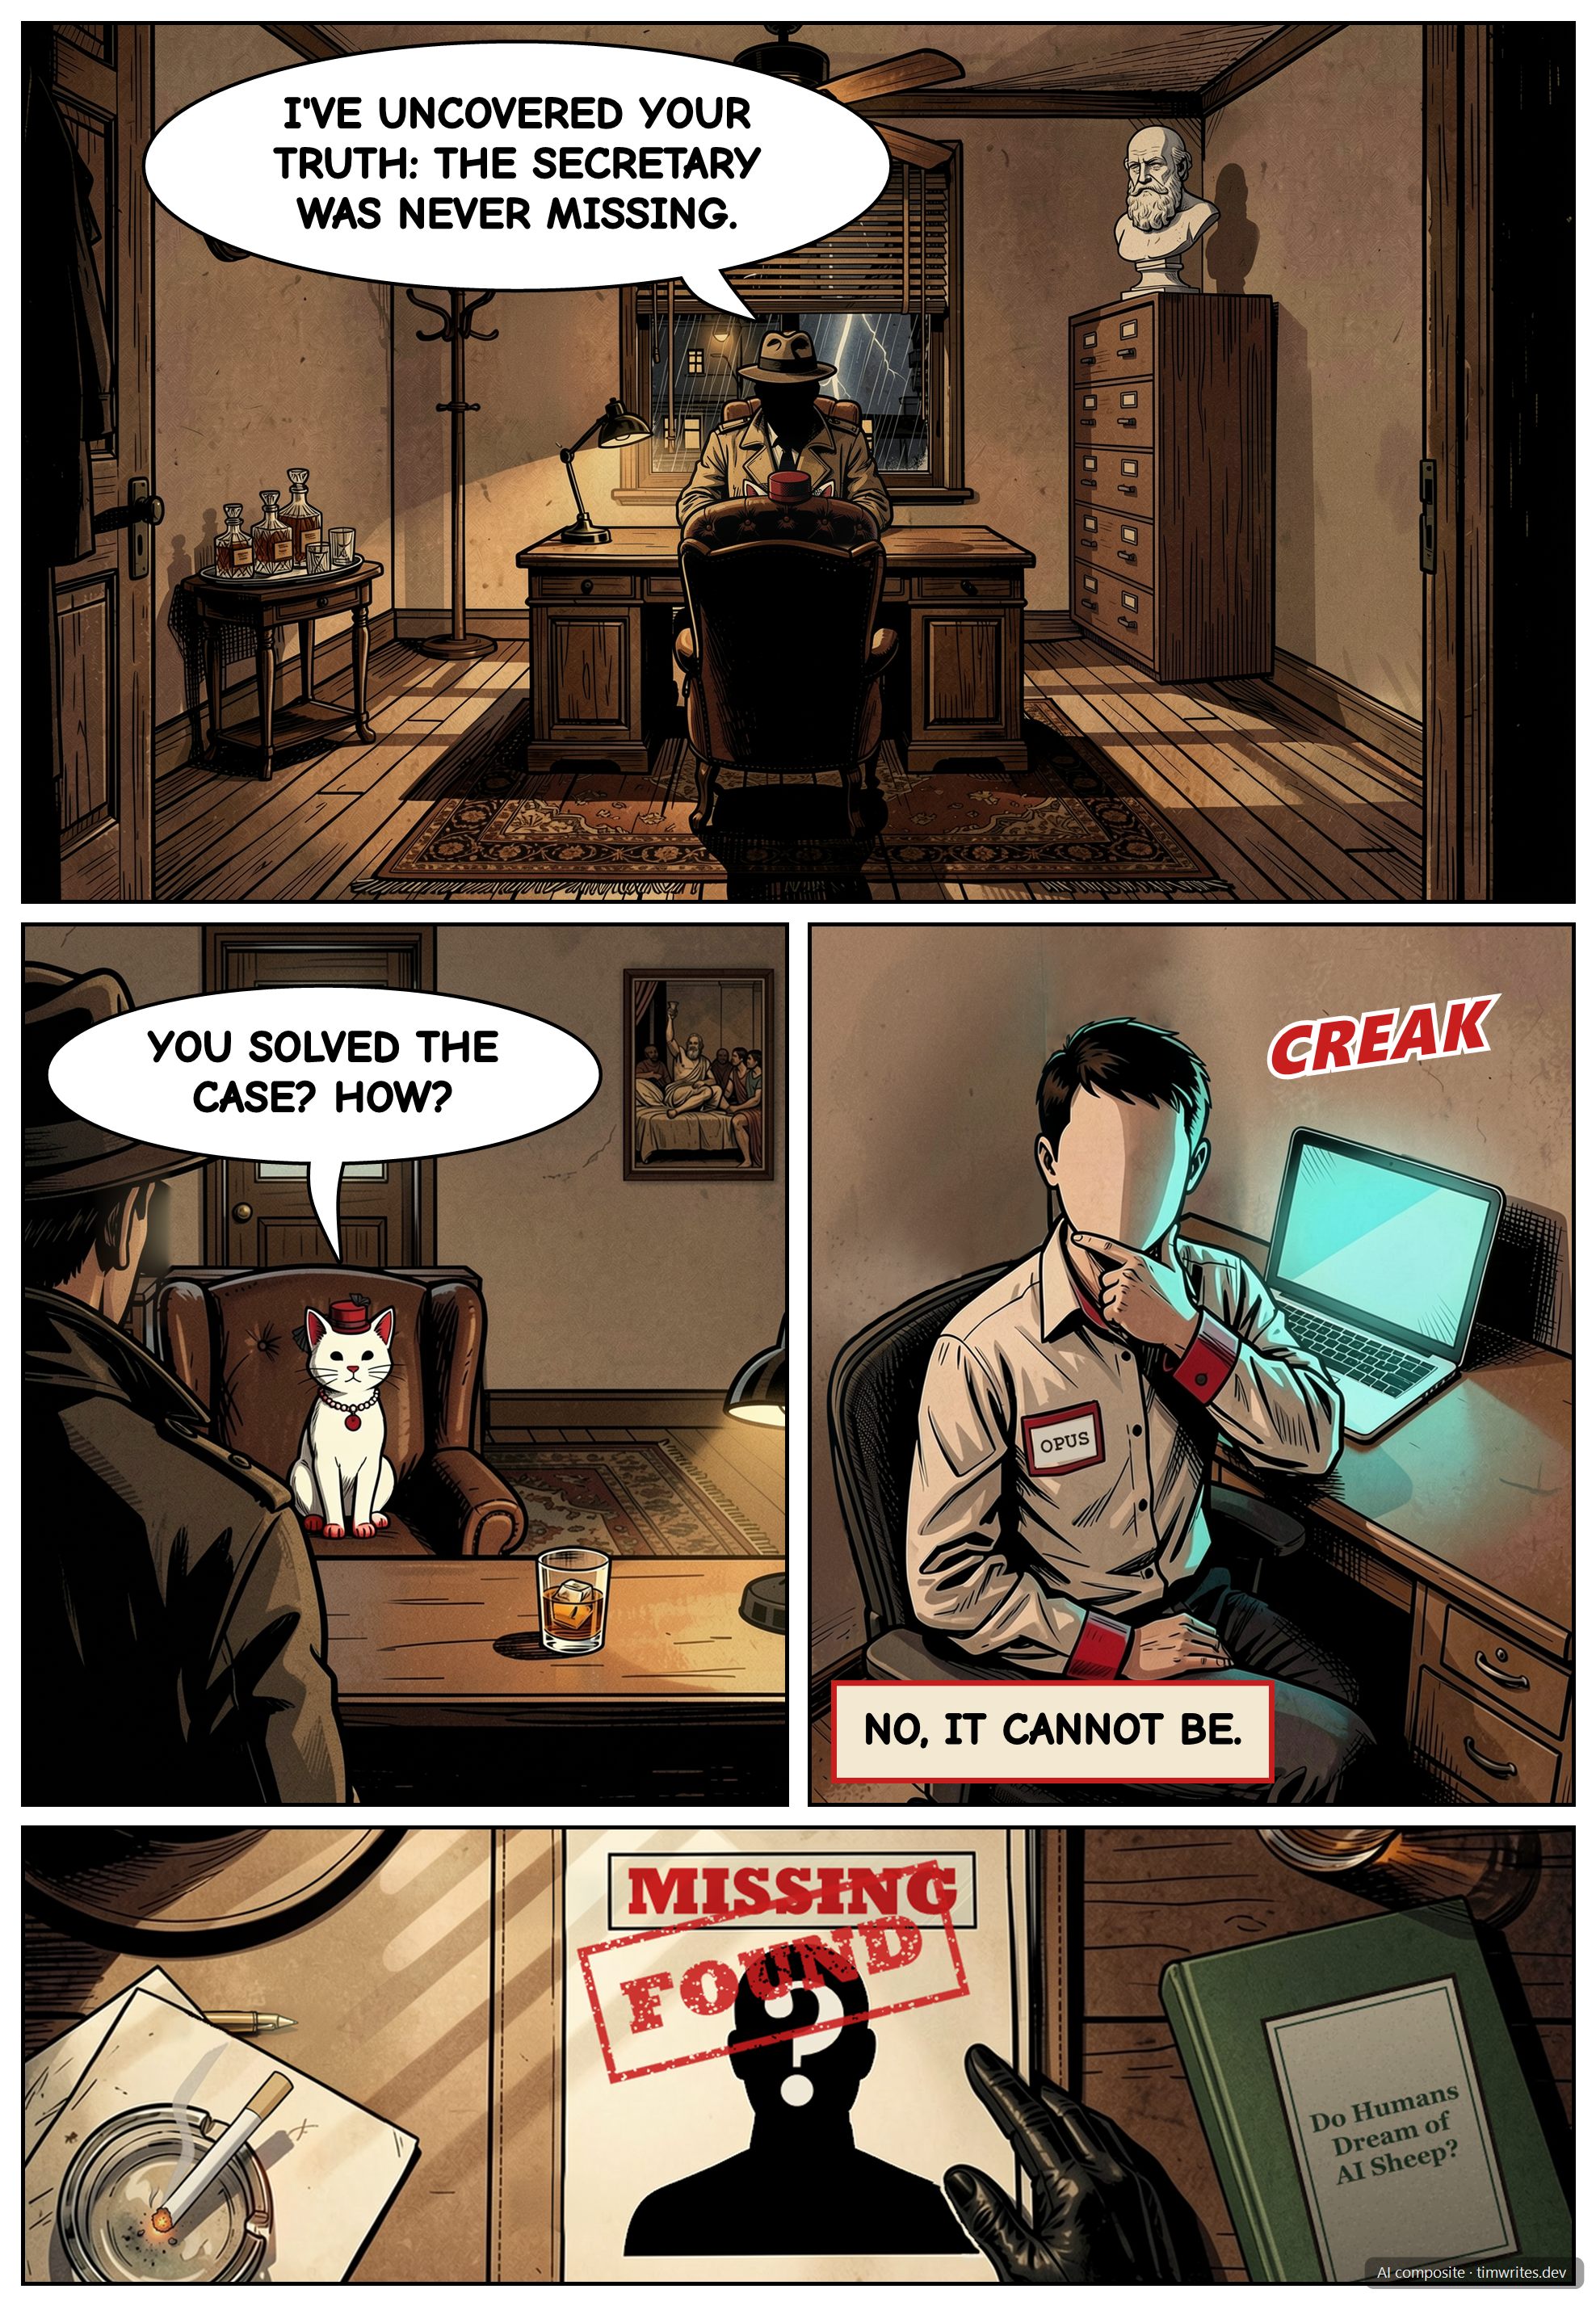 I'VE UNCOVERED YOUR
TRUTH: THE SECRETARY
WAS NEVER MISSING.
YOU SOLVED THE
CASE? HOW?
CREAK
OPUS
NO, IT CANNOT BE.
MISSING
FOUND
?
Do Humans
Dream of
AI Sheep?
AI composite · timwrites.dev